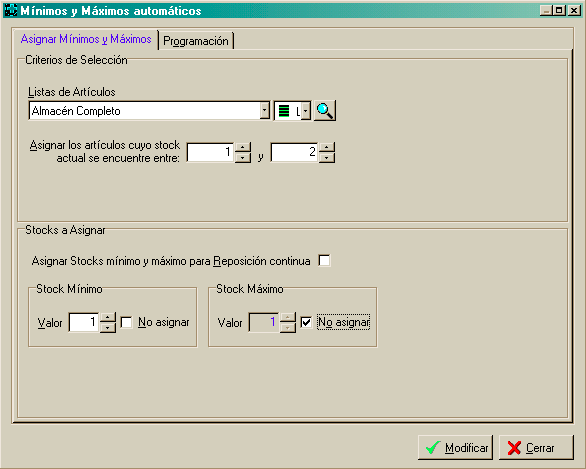 Mínimos y Máximos automáticos
Asignar Mínimos y Máximos Programación
Criterios de Selección
Listas de Artículos
Almacén Completo L
Asignar los artículos cuyo stock
actual se encuentre entre: 1 y 2
Stocks a Asignar
Asignar Stocks mínimo y máximo para Reposición continua
Stock Mínimo Stock Máximo
Valor 1 No asignar Valor 1 No asignar
Modificar Cerrar